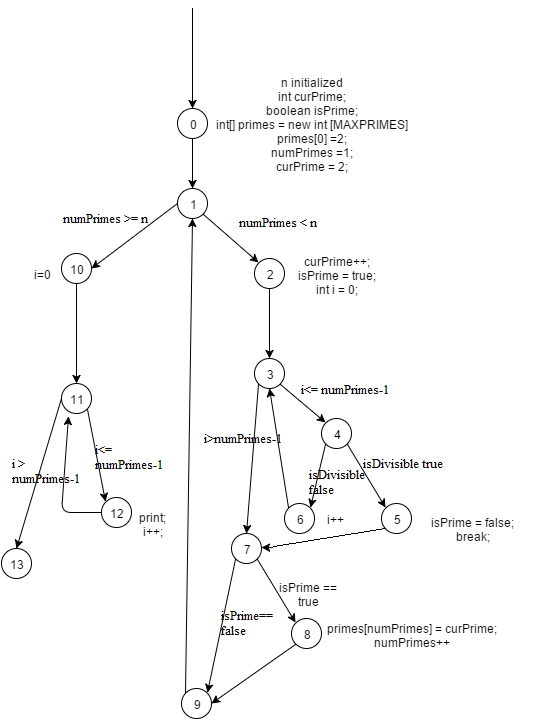 n initialized
int curPrime;
boolean isPrime;
0
int[] primes = new int [MAXPRIMES]
primes[0] =2;
numPrimes =1;
curPrime = 2;
1
numPrimes >= n
numPrimes < n
i=0
10
2
curPrime++;
isPrime = true;
int i = 0;
3
i<= numPrimes-1
11
4
i>numPrimes-1
i<=
numPrimes-1
i >
numPrimes-1
isDivisible true
isDivisible
false
12
print;
i++;
6
i++
5
isPrime = false;
break;
13
7
isPrime ==
true
isPrime==
false
8
primes[numPrimes] = curPrime;
numPrimes++
9